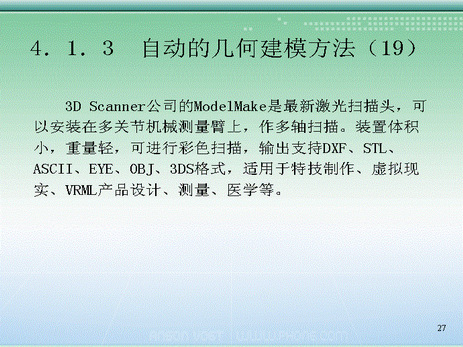 4．1．3　自动的几何建模方法（19）
3D Scanner公司的ModelMake是最新激光扫描头，可
以安装在多关节机械测量臂上，作多轴扫描。装置体积
小，重量轻，可进行彩色扫描，输出支持DXF、STL、
ASCII、EYE、OBJ、3DS格式，适用于特技制作、虚拟现
实、VRML产品设计、测量、医学等。
27